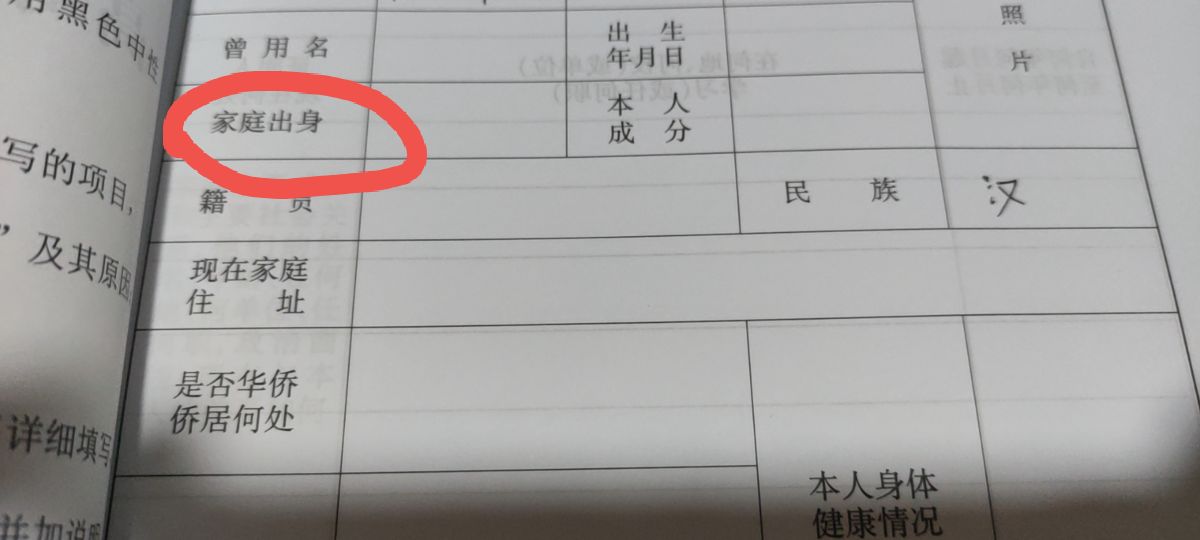 用黑色中性
写的项目，
”及其原因
详细填写
并加说明
曾用名
出生
年月日
照
片
家庭出身
本人
成分
籍贯
民族
汉
现在家庭
住址
是否华侨
侨居何处
本人身体
健康情况